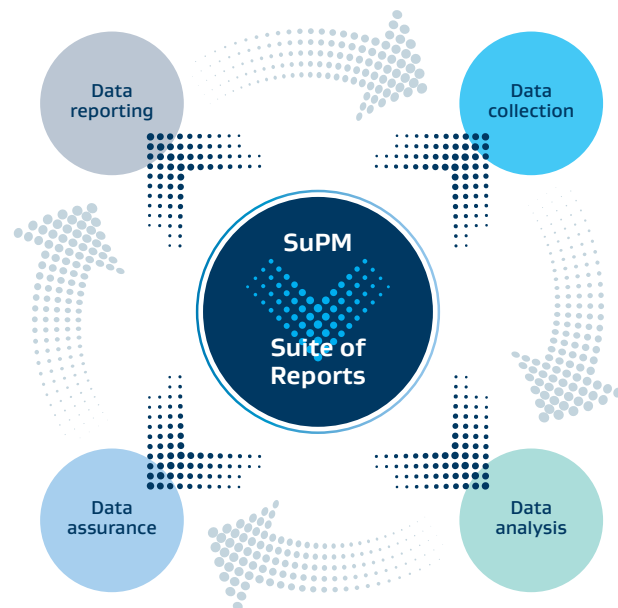 Data
reporting
Data
collection
SuPM
Suite of
Reports
Data
assurance
Data
analysis